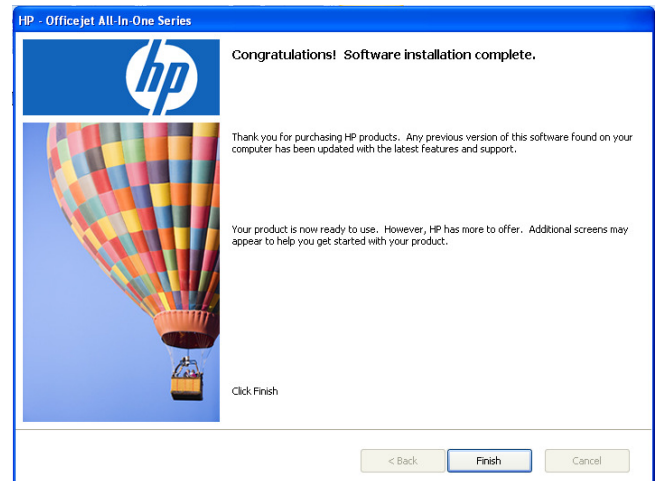 HP - Officejet All-In-One Series
hp
Congratulations! Software installation complete.
Thank you for purchasing HP products. Any previous version of this software found on your
computer has been updated with the latest features and support.
Your product is now ready to use. However, HP has more to offer. Additional screens may
appear to help you get started with your product.
Click Finish
< Back Finish Cancel